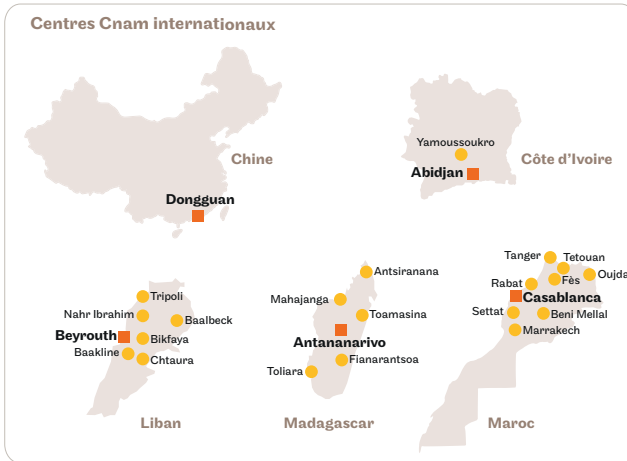 Centres Cnam internationaux
Chine
Dongguan
Yamoussoukro
Abidjan
Côte d'Ivoire
Tripoli
Nahr Ibrahim
Baalbeck
Beyrouth
Bikfaya
Baakline
Chtaura
Liban
Antsiranana
Mahajanga
Toamasina
Antananarivo
Fianarantsoa
Toliara
Madagascar
Tanger
Tetouan
Oujda
Rabat
Fès
Casablanca
Settat
Beni Mellal
Marrakech
Maroc